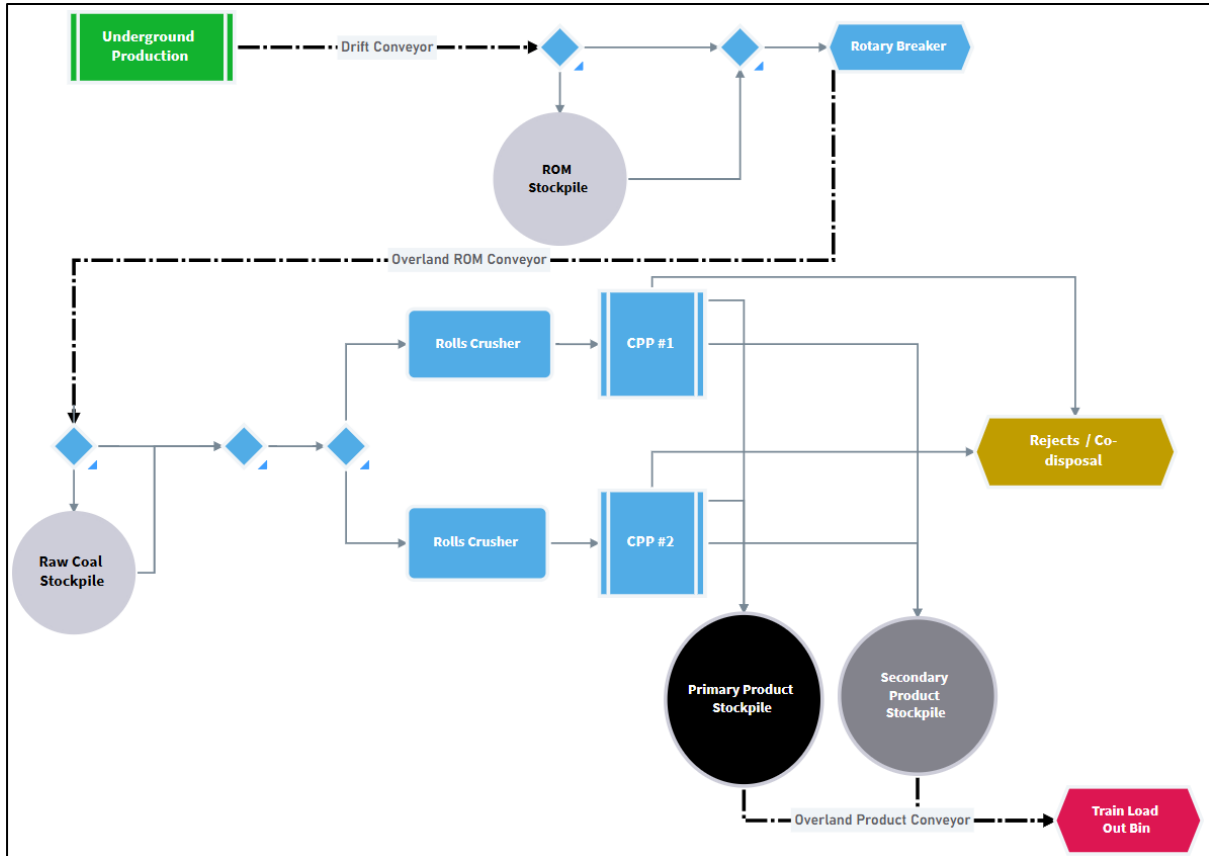 Underground
Production
Drift Conveyor
Rotary Breaker
ROM
Stockpile
Overland ROM Conveyor
Rolls Crusher
CPP #1
Rejects / Co-
disposal
Rolls Crusher
CPP #2
Raw Coal
Stockpile
Primary Product
Stockpile
Secondary
Product
Stockpile
Overland Product Conveyor
Train Load
Out Bin